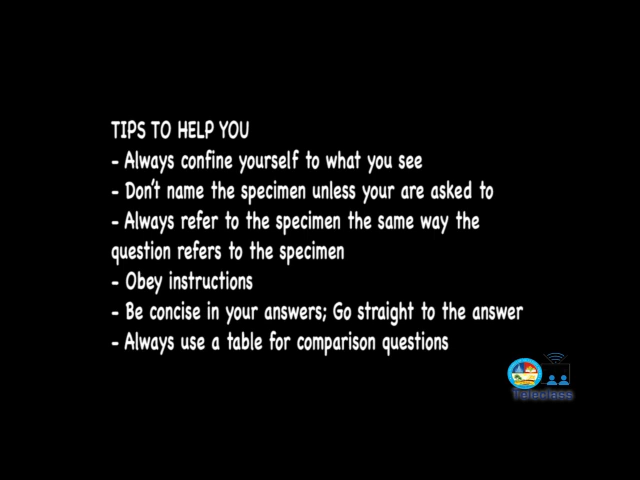 TIPS TO HELP YOU
- Always confine yourself to what you see
- Don't name the specimen unless your are asked to
- Always refer to the specimen the same way the
question refers to the specimen
- Obey instructions
- Be concise in your answers; Go straight to the answer
- Always use a table for comparison questions
Teleclass